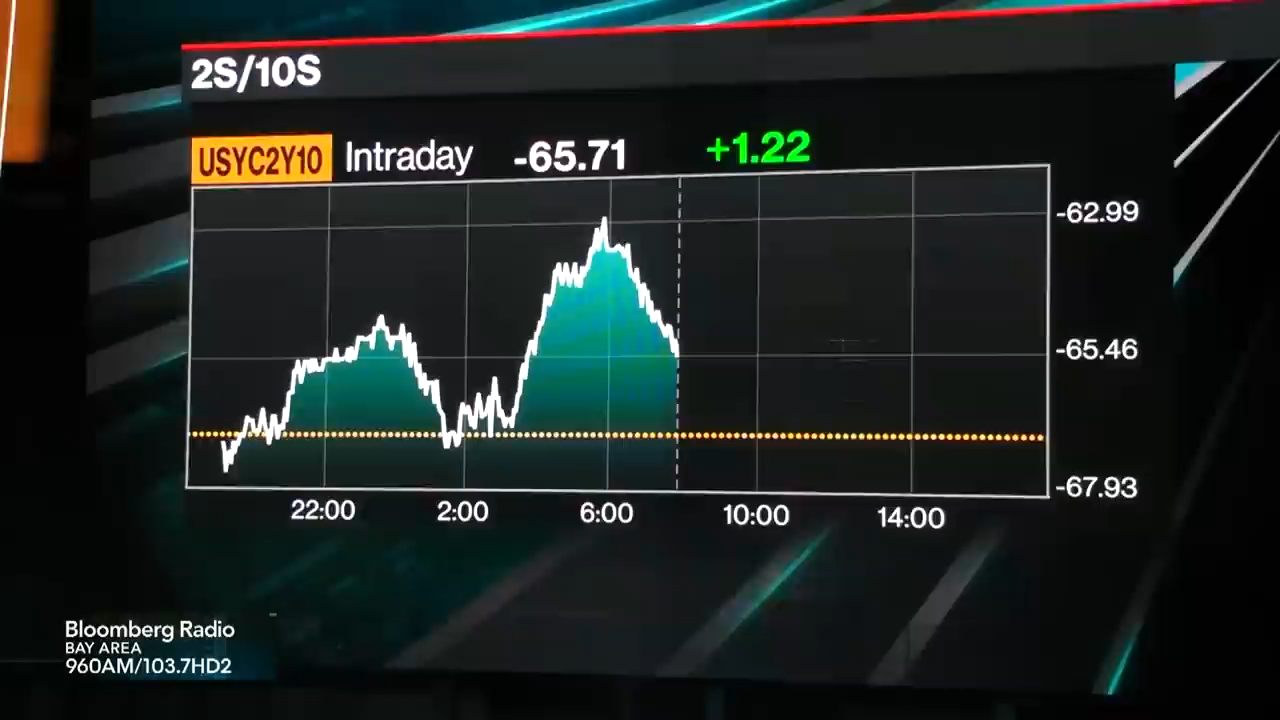 2S/10S
USYC2Y10 Intraday -65.71 +1.22
-62.99
-65.46
-67.93
22:00 2:00 6:00 10:00 14:00
Bloomberg Radio
BAY AREA
960AM/103.7HD2